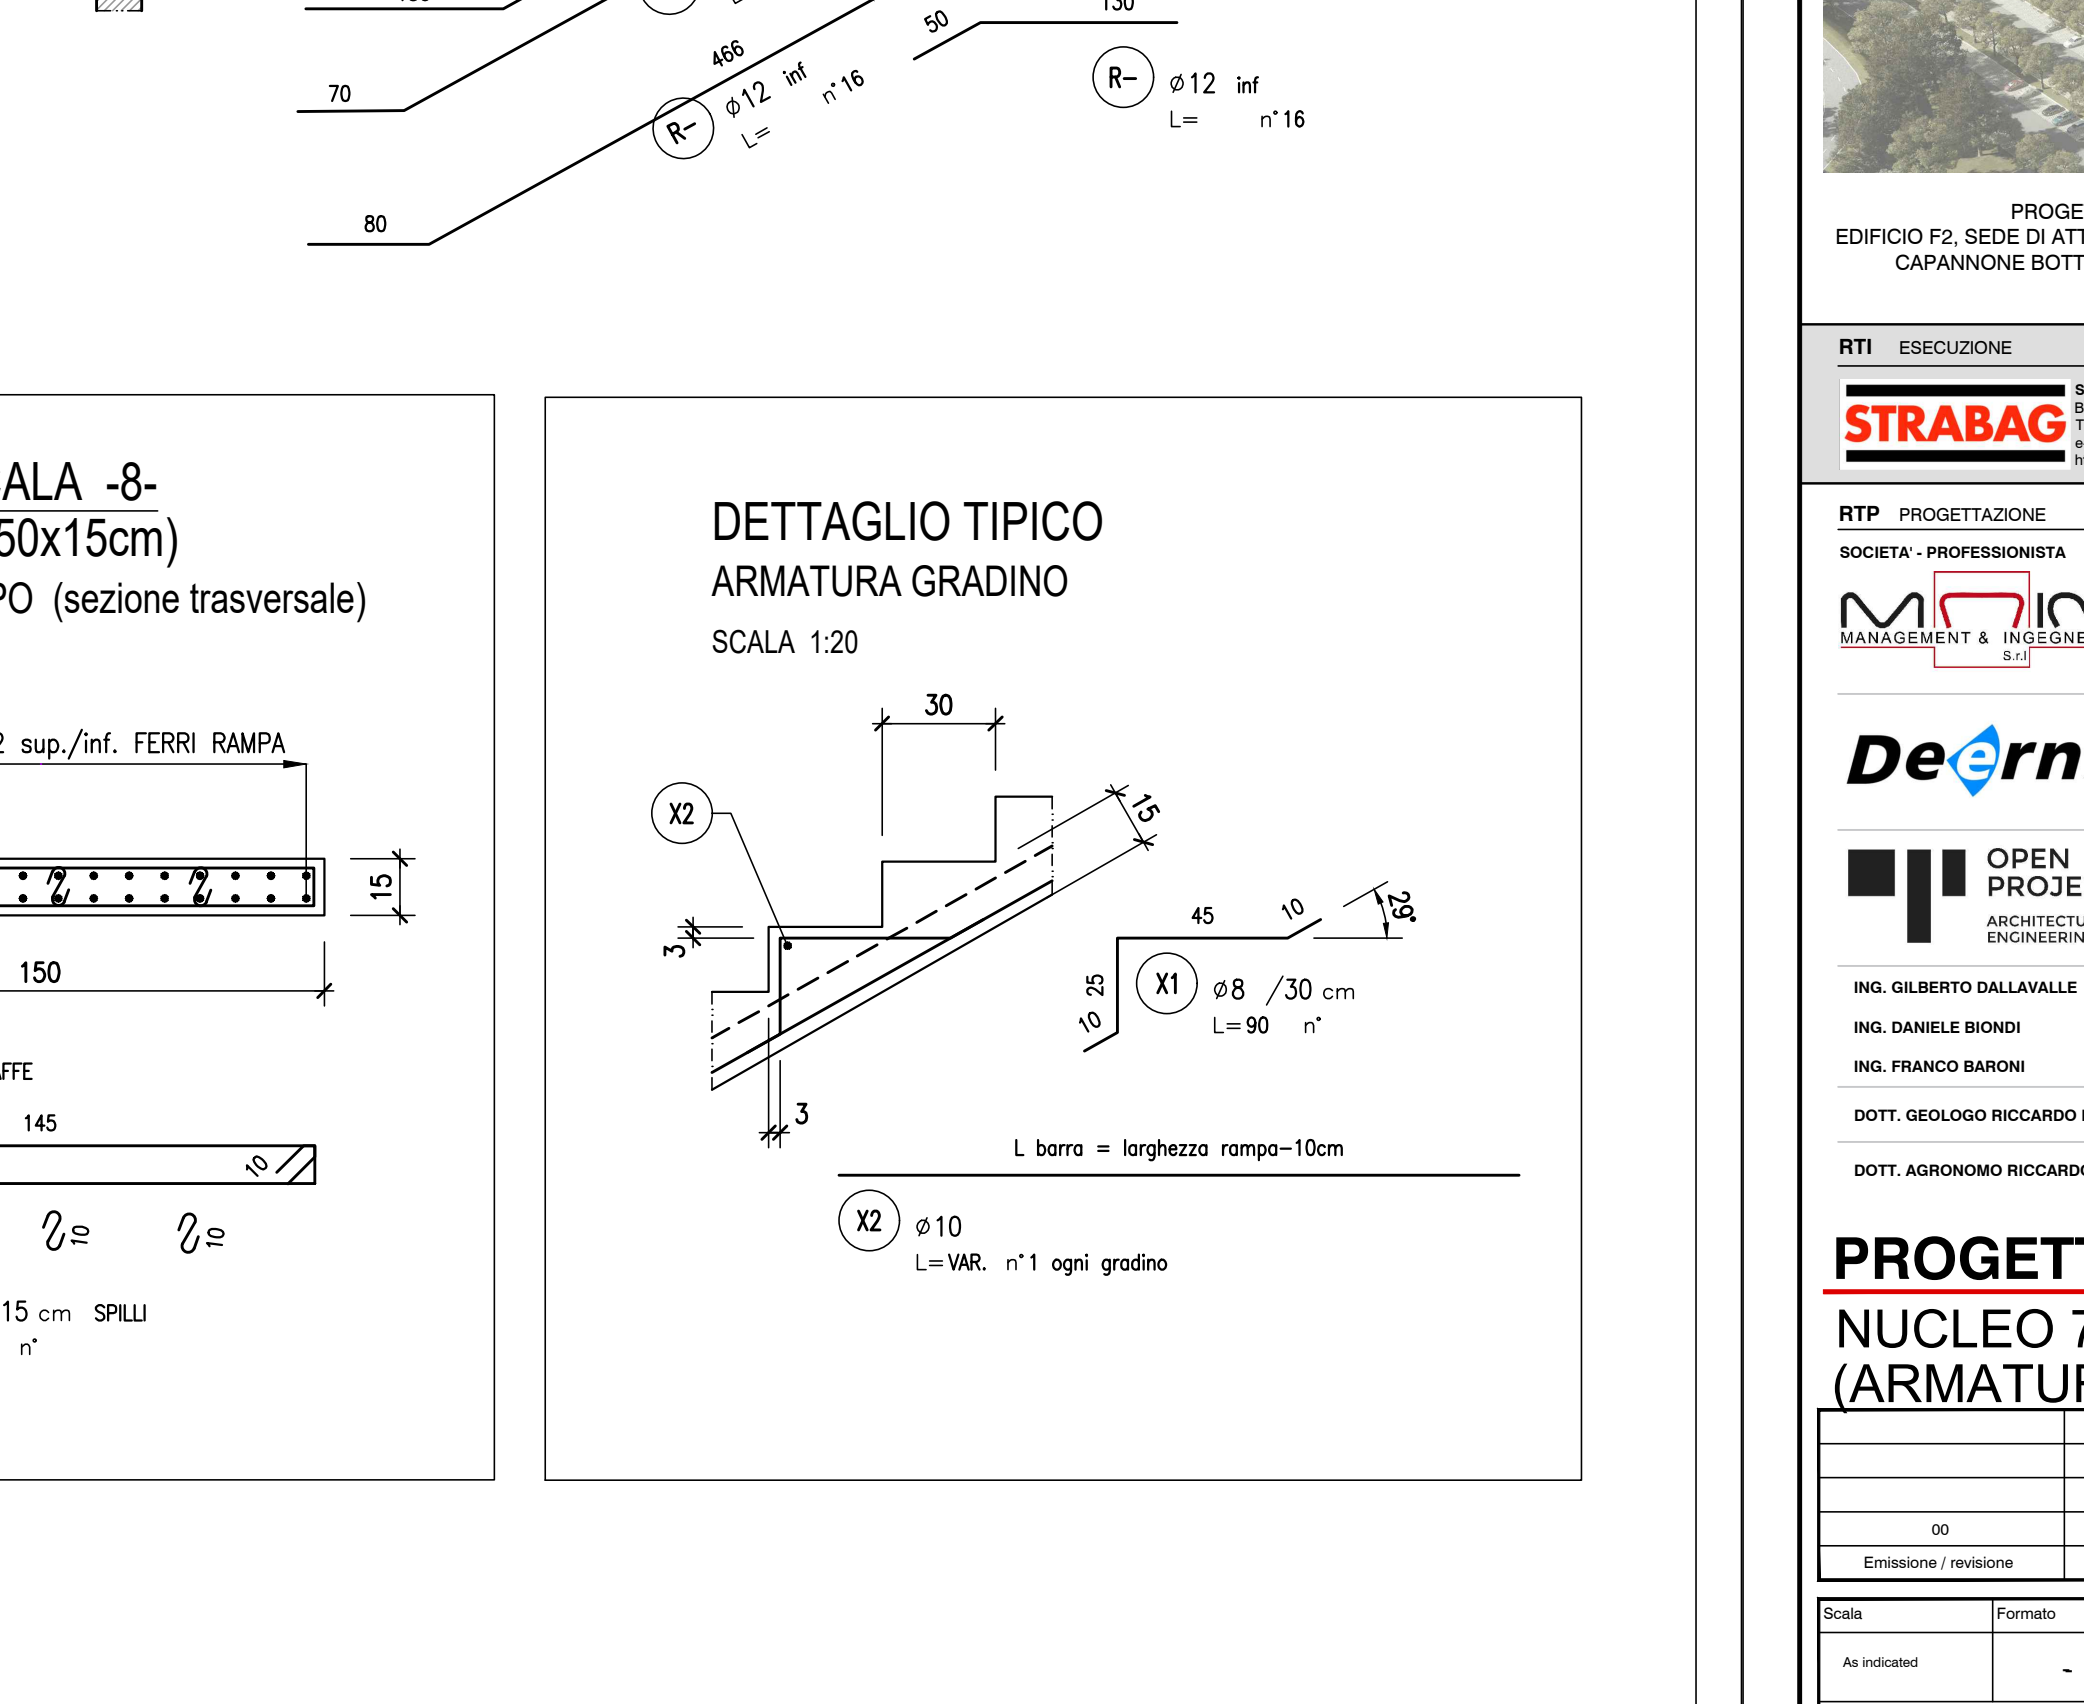 130
50
466
70
R-
Ø12 inf
L= n°16
R-
Ø12 inf
L= n°16
80
CALA -8-
50x15cm)
PO (sezione trasversale)
2 sup./inf. FERRI RAMPA
15
150
AFFE
145
10
10
10
15 cm SPILLI
n°
DETTAGLIO TIPICO
ARMATURA GRADINO
SCALA 1:20
30
X2
15
3
3
45
10
29°
25
10
X1
Ø8 /30 cm
L=90 n°
L barra = larghezza rampa-10cm
X2
Ø10
L=VAR. n°1 ogni gradino
PROGE
EDIFICIO F2, SEDE DI ATT
CAPANNONE BOTT
RTI ESECUZIONE
STRABAG
RTP PROGETTAZIONE
SOCIETA' - PROFESSIONISTA
MANAGEMENT & INGEGNE
S.r.l
Deern
OPEN
PROJE
ARCHITECTU
ENGINEERIN
ING. GILBERTO DALLAVALLE
ING. DANIELE BIONDI
ING. FRANCO BARONI
DOTT. GEOLOGO RICCARDO
DOTT. AGRONOMO RICCARDO
PROGETT
NUCLEO 7
(ARMATUR
00
Emissione / revisione
Scala Formato
As indicated -